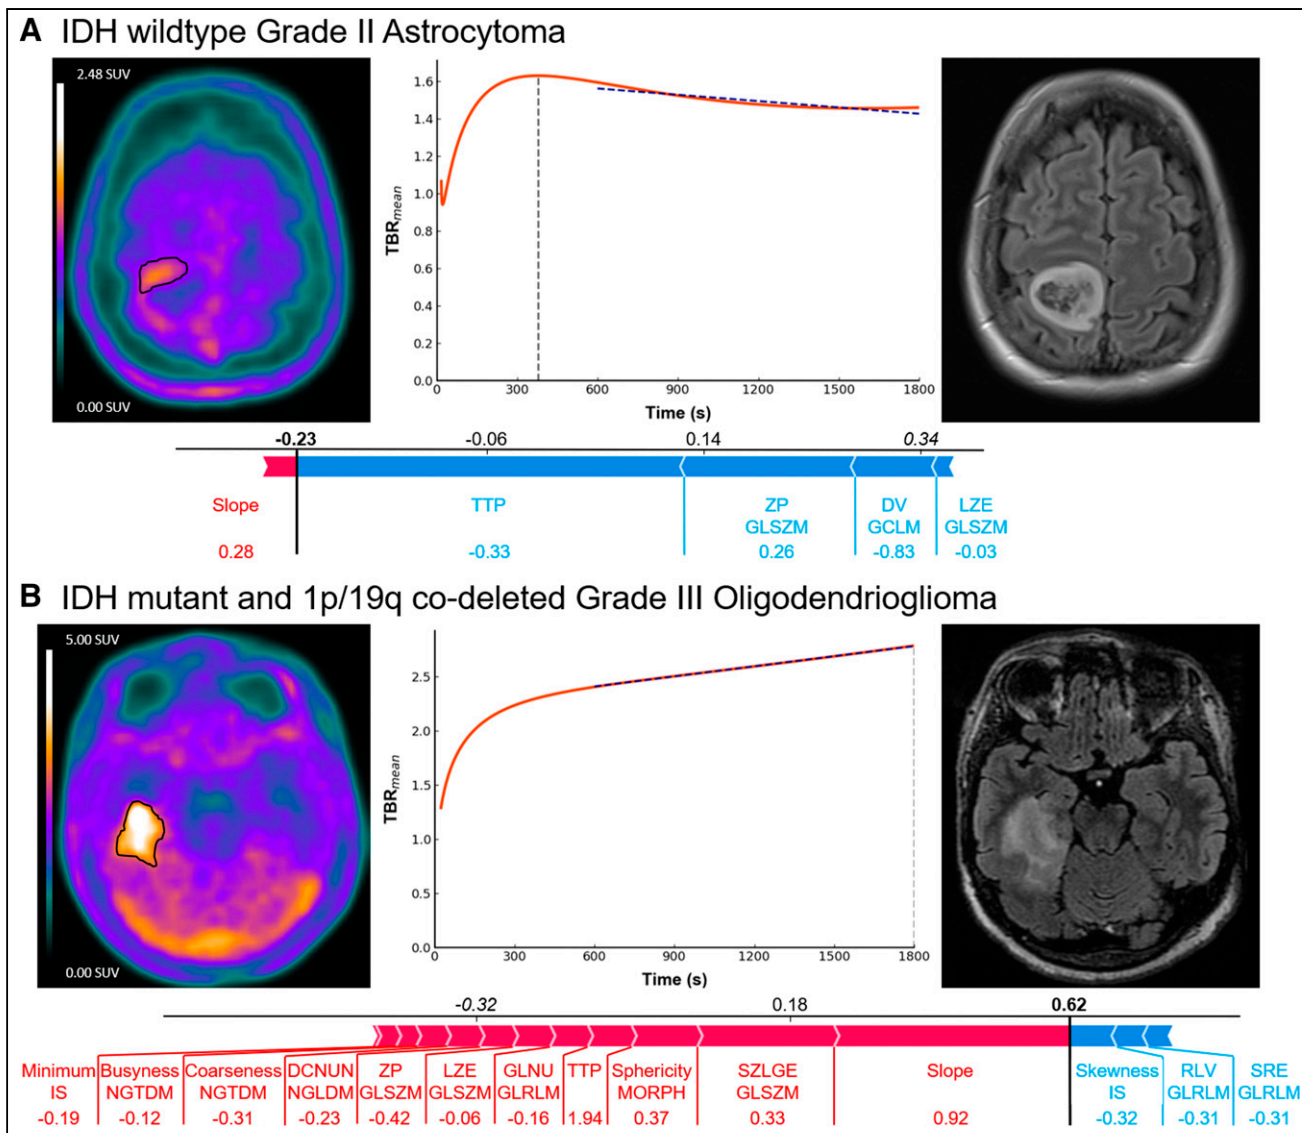 A IDH wildtype Grade II Astrocytoma
2.48 SUV
0.00 SUV
TBRmean
1.6
1.4
1.2
1.0
0.8
0.6
0.4
0.2
0.0
0 300 600 900 1200 1500 1800
Time (s)
-0.23 -0.06 0.14 0.34
Slope TTP ZP DV LZE
GLSZM GCLM GLSZM
0.28 -0.33 0.26 -0.83 -0.03
B IDH mutant and 1p/19q co-deleted Grade III Oligodendrioglioma
5.00 SUV
0.00 SUV
TBRmean
2.5
2.0
1.5
1.0
0.5
0.0
0 300 600 900 1200 1500 1800
Time (s)
-0.32 0.18 0.62
Minimum Busyness Coarseness DCNUN ZP LZE GLNU TTP Sphericity SZLGE Slope Skewness RLV SRE
IS NGTDM NGTDM NGLDM GLSZM GLSZM GLRLM MORPH GLSZM IS GLRLM GLRLM
-0.19 -0.12 -0.31 -0.23 -0.42 -0.06 -0.16 1.94 0.37 0.33 0.92 -0.32 -0.31 -0.31